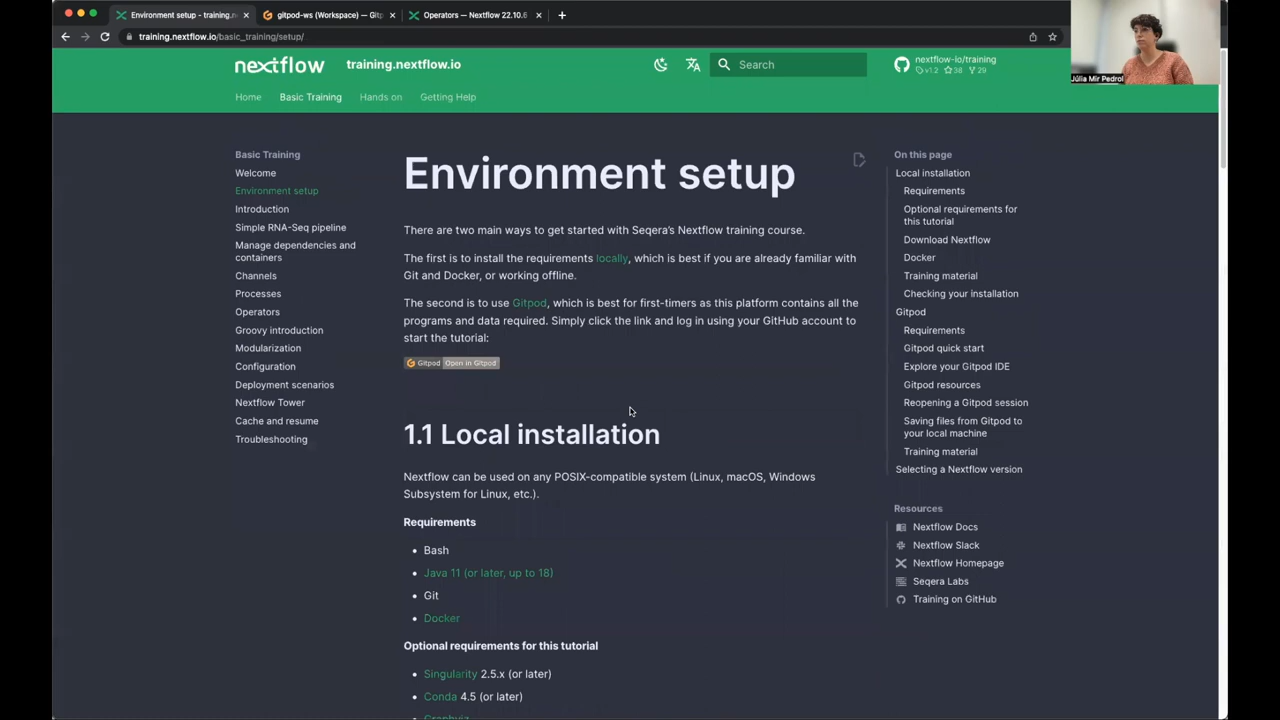 Environment setup - training.n
gitpod-ws (Workspace) — Gitp
Operators — Nextflow 22.10.6
training.nextflow.io/basic_training/setup/
nextflow
training.nextflow.io
Search
nextflow-io/training
v1.2 38 29
Júlia Mir Pedrol
Home
Basic Training
Hands on
Getting Help
Basic Training
Welcome
Environment setup
Introduction
Simple RNA-Seq pipeline
Manage dependencies and
containers
Channels
Processes
Operators
Groovy introduction
Modularization
Configuration
Deployment scenarios
Nextflow Tower
Cache and resume
Troubleshooting
Environment setup
There are two main ways to get started with Seqera’s Nextflow training course.
The first is to install the requirements locally, which is best if you are already familiar with
Git and Docker, or working offline.
The second is to use Gitpod, which is best for first-timers as this platform contains all the
programs and data required. Simply click the link and log in using your GitHub account to
start the tutorial:
Gitpod Open in Gitpod
1.1 Local installation
Nextflow can be used on any POSIX-compatible system (Linux, macOS, Windows
Subsystem for Linux, etc.).
Requirements
• Bash
• Java 11 (or later, up to 18)
• Git
• Docker
Optional requirements for this tutorial
• Singularity 2.5.x (or later)
• Conda 4.5 (or later)
• Graphviz
On this page
Local installation
Requirements
Optional requirements for
this tutorial
Download Nextflow
Docker
Training material
Checking your installation
Gitpod
Requirements
Gitpod quick start
Explore your Gitpod IDE
Gitpod resources
Reopening a Gitpod session
Saving files from Gitpod to
your local machine
Training material
Selecting a Nextflow version
Resources
Nextflow Docs
Nextflow Slack
Nextflow Homepage
Seqera Labs
Training on GitHub